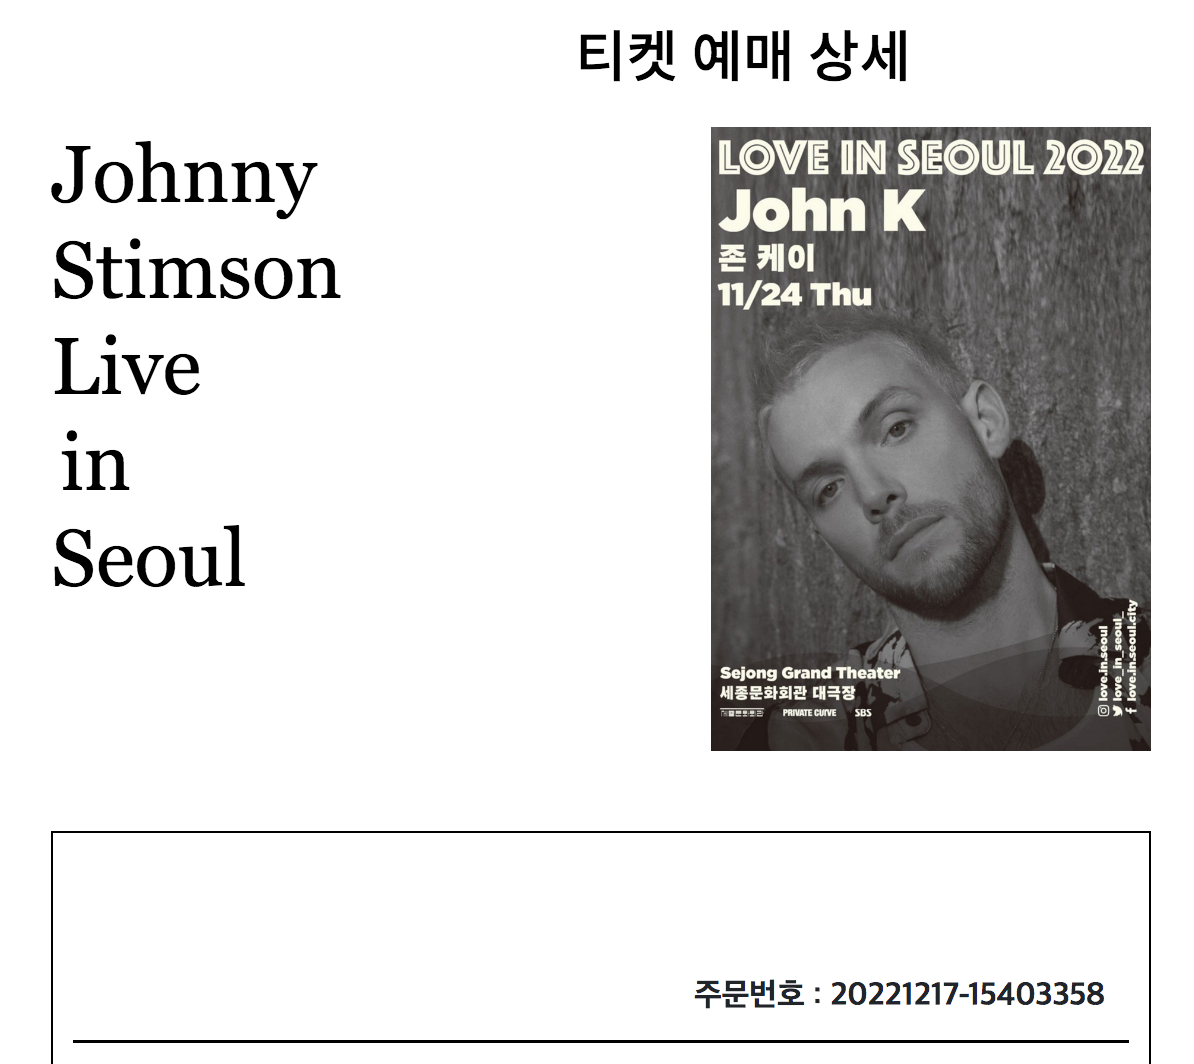 티켓 예매 상세
Johnny
Stimson
Live
in
Seoul
LOVE IN SEOUL 2022
John K
존 케이
11/24 Thu
love.in.seoul
love_in_seoul_
love.in.seoul.city
Sejong Grand Theater
세종문화회관 대극장
PRIVATE CURVE
SBS
주문번호 : 20221217-15403358